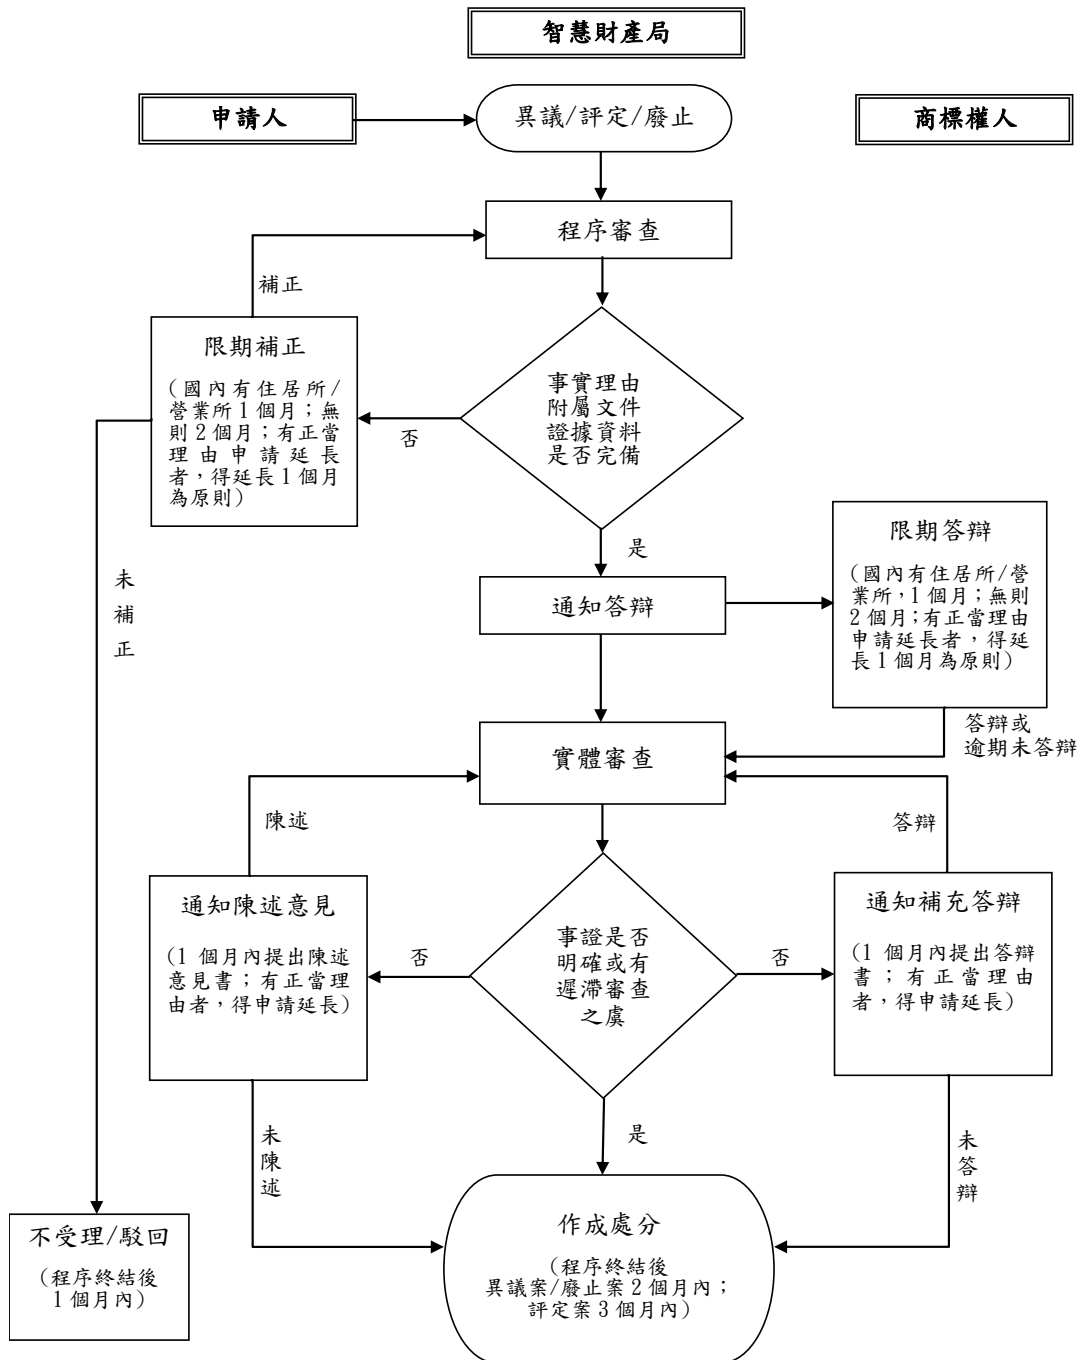 智慧財產局
申請人
異議/評定/廢止
商標權人
程序審查
補正
限期補正
(國內有住居所/
營業所1個月；無
則2個月；有正當
理由申請延長
者，得延長1個月
為原則)
事實理由
附屬文件
證據資料
是否完備
否
是
未
補
正
通知答辯
限期答辯
(國內有住居所/營
業所，1個月；無則
2個月；有正當理由
申請延長者，得延
長1個月為原則)
答辯或
逾期未答辯
實體審查
陳述
答辯
通知陳述意見
(1 個月內提出陳述
意見書；有正當理
由者，得申請延長)
否
事證是否
明確或有
遲滯審查
之虞
否
通知補充答辯
(1 個月內提出答辯
書；有正當理由
者，得申請延長)
未
陳
述
是
未
答
辯
不受理/駁回
(程序終結後
1個月內)
作成處分
(程序終結後
異議案/廢止案2個月內；
評定案3個月內)